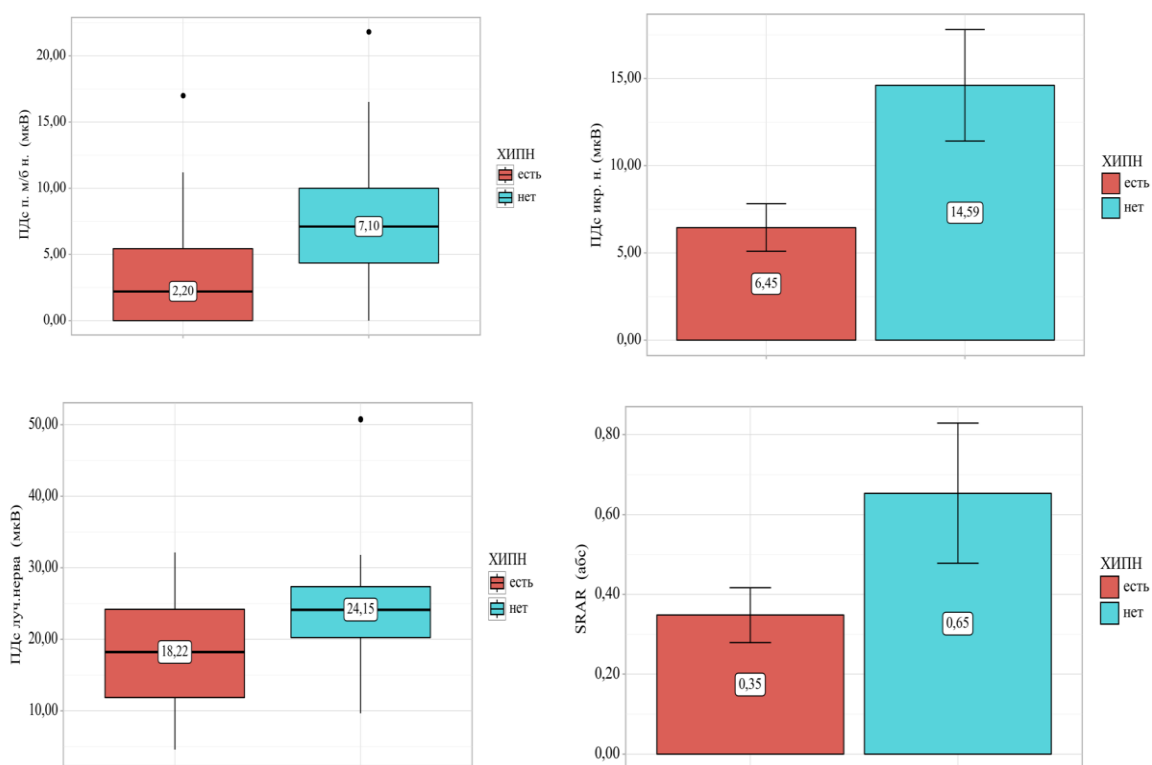 ПДс п. м/б н. (мкВ)
20,00
15,00
10,00
5,00
0,00
2,20
7,10
ХИПН
есть
нет
ПДс икр. н. (мкВ)
15,00
10,00
5,00
0,00
6,45
14,59
ХИПН
есть
нет
ПДс луч.нерва (мкВ)
50,00
40,00
30,00
20,00
10,00
18,22
24,15
ХИПН
есть
нет
SRAR (абс)
0,80
0,60
0,40
0,20
0,00
0,35
0,65
ХИПН
есть
нет